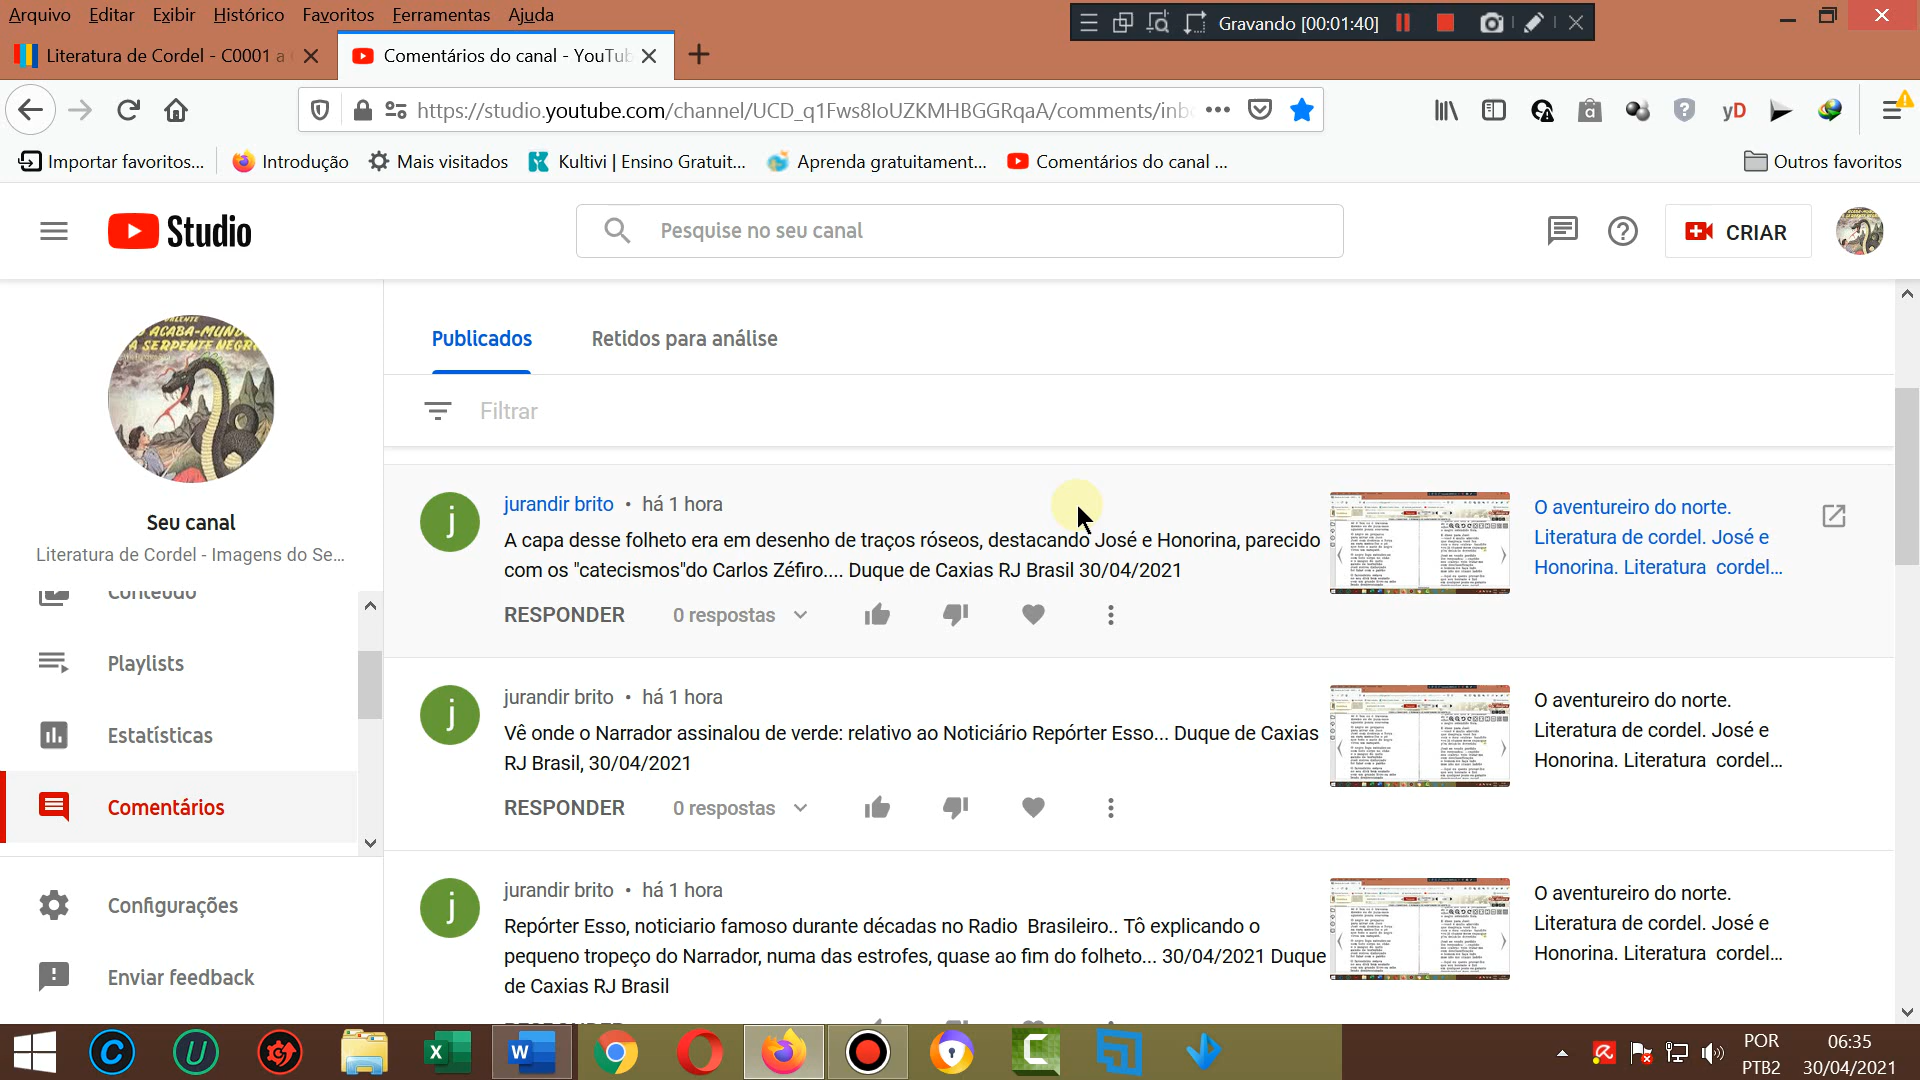 Arquivo Editar Exibir Histórico Favoritos Ferramentas Ajuda
Gravando [00:01:40]
Literatura de Cordel - C0001 a
Comentários do canal - YouTub
https://studio.youtube.com/channel/UCD_q1Fws8IoUZKMHBGGRqaA/comments/inb
Importar favoritos... Introdução Mais visitados Kultivi | Ensino Gratuit... Aprenda gratuitament... Comentários do canal ... Outros favoritos
Studio
Pesquise no seu canal
CRIAR
VALENTE
O ACABA-MUNDO
A SERPENTE NEGRA
Seu canal
Literatura de Cordel - Imagens do Se...
Conteúdo
Playlists
Estatísticas
Comentários
Configurações
Enviar feedback
Publicados Retidos para análise
Filtrar
j
jurandir brito • há 1 hora
A capa desse folheto era em desenho de traços róseos, destacando José e Honorina, parecido
com os "catecismos"do Carlos Zéfiro.... Duque de Caxias RJ Brasil 30/04/2021
RESPONDER 0 respostas
O aventureiro do norte.
Literatura de cordel. José e
Honorina. Literatura cordel...
j
jurandir brito • há 1 hora
Vê onde o Narrador assinalou de verde: relativo ao Noticiário Repórter Esso... Duque de Caxias
RJ Brasil, 30/04/2021
RESPONDER 0 respostas
O aventureiro do norte.
Literatura de cordel. José e
Honorina. Literatura cordel...
j
jurandir brito • há 1 hora
Repórter Esso, noticiario famoso durante décadas no Radio Brasileiro.. Tô explicando o
pequeno tropeço do Narrador, numa das estrofes, quase ao fim do folheto... 30/04/2021 Duque
de Caxias RJ Brasil
O aventureiro do norte.
Literatura de cordel. José e
Honorina. Literatura cordel...
POR
PTB2
06:35
30/04/2021